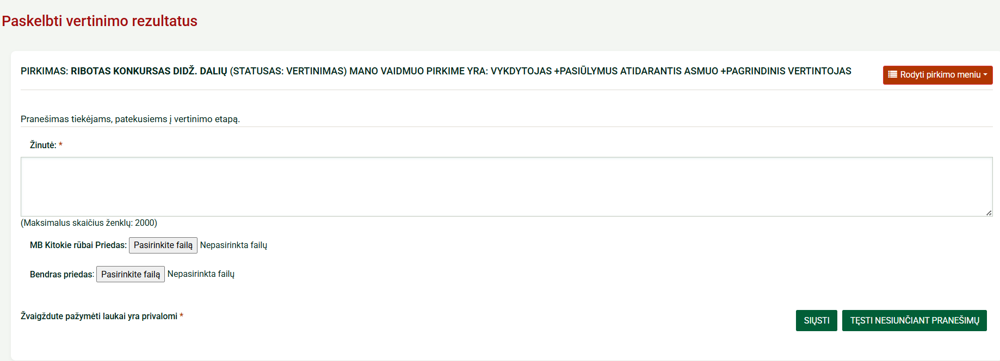 Paskelbti vertinimo rezultatus
PIRKIMAS: RIBOTAS KONKURSAS DIDŽ. DALIŲ (STATUSAS: VERTINIMAS) MANO VAIDMUO PIRKIME YRA: VYKDYTOJAS +PASIŪLYMUS ATIDARANTIS ASMUO +PAGRINDINIS VERTINTOJAS
Rodyti pirkimo meniu
Pranešimas tiekėjams, patekusiems į vertinimo etapą.
Žinutė: *
(Maksimalus skaičius ženklų: 2000)
MB Kitokie rūbai Priedas: Pasirinkite failą Nepasirinkta failų
Bendras priedas: Pasirinkite failą Nepasirinkta failų
Žvaigždute pažymėti laukai yra privalomi *
SIŲSTI TĘSTI NESIUNČIANT PRANEŠIMŲ